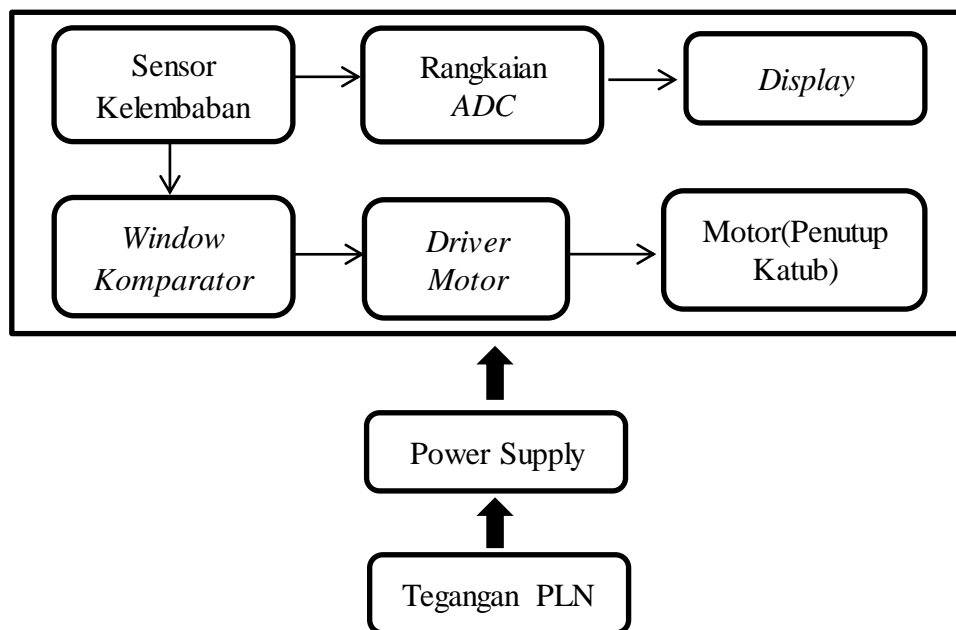 Sensor
Kelembaban
Rangkaian
ADC
Display
Window
Komparator
Driver
Motor
Motor(Penutup
Katub)
Power Supply
Tegangan PLN